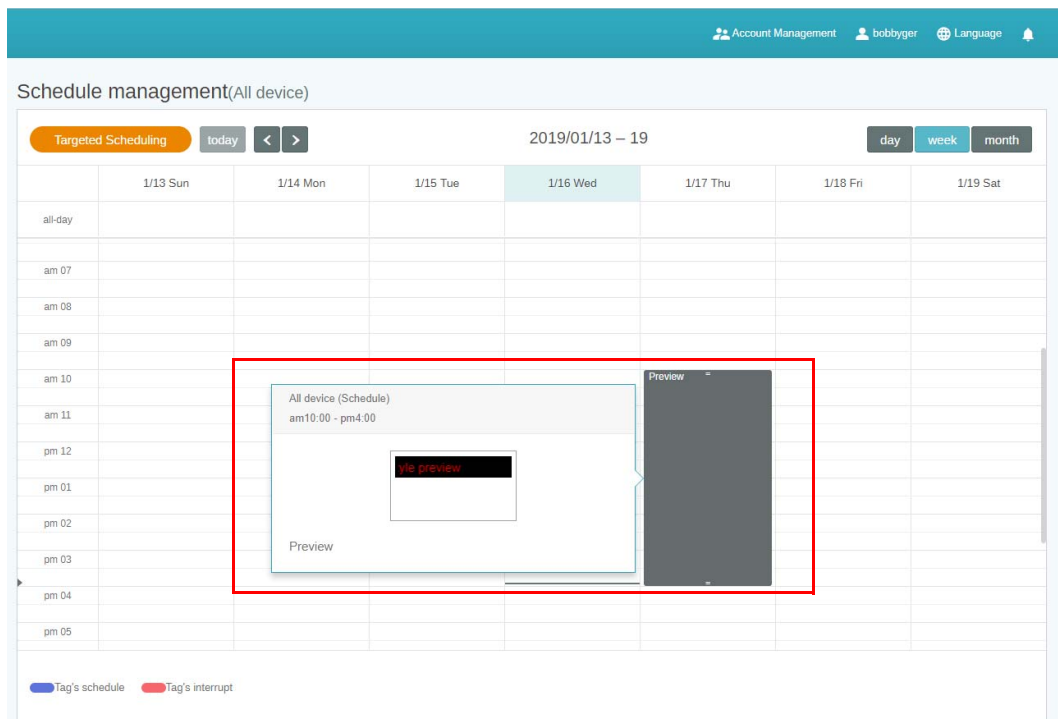 Account Management bobbyger Language
Schedule management(All device)
Targeted Scheduling today < > 2019/01/13 – 19 day week month
1/13 Sun 1/14 Mon 1/15 Tue 1/16 Wed 1/17 Thu 1/18 Fri 1/19 Sat
all-day
am 07
am 08
am 09
am 10
Preview
All device (Schedule)
am10:00 - pm4:00
am 11
pm 12
yle preview
pm 01
pm 02
Preview
pm 03
pm 04
pm 05
Tag's schedule Tag's interrupt